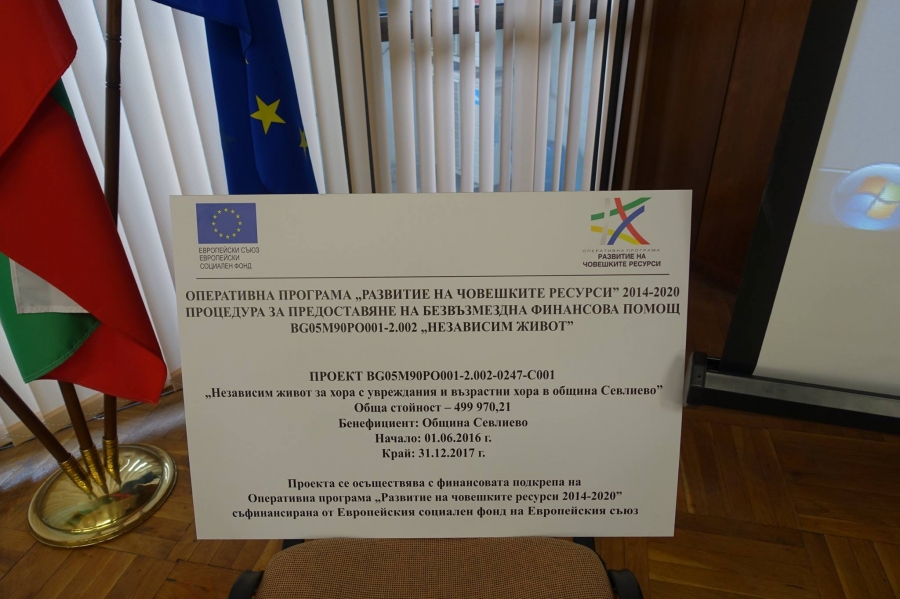 ЕВРОПЕЙСКИ СЪЮЗ
ЕВРОПЕЙСКИ
СОЦИАЛЕН ФОНД
ОПЕРАТИВНА ПРОГРАМА
РАЗВИТИЕ НА
ЧОВЕШКИТЕ РЕСУРСИ
ОПЕРАТИВНА ПРОГРАМА „РАЗВИТИЕ НА ЧОВЕШКИТЕ РЕСУРСИ” 2014-2020
ПРОЦЕДУРА ЗА ПРЕДОСТАВЯНЕ НА БЕЗВЪЗМЕЗДНА ФИНАНСОВА ПОМОЩ
BG05M90PO001-2.002 „НЕЗАВИСИМ ЖИВОТ”
ПРОЕКТ BG05M90PO001-2.002-0247-C001
„Независим живот за хора с увреждания и възрастни хора в община Севлиево”
Обща стойност – 499 970,21
Бенефициент: Община Севлиево
Начало: 01.06.2016 г.
Край: 31.12.2017 г.
Проекта се осъществява с финансовата подкрепа на
Оперативна програма „Развитие на човешките ресурси 2014-2020”
съфинансирана от Европейския социален фонд на Европейския съюз